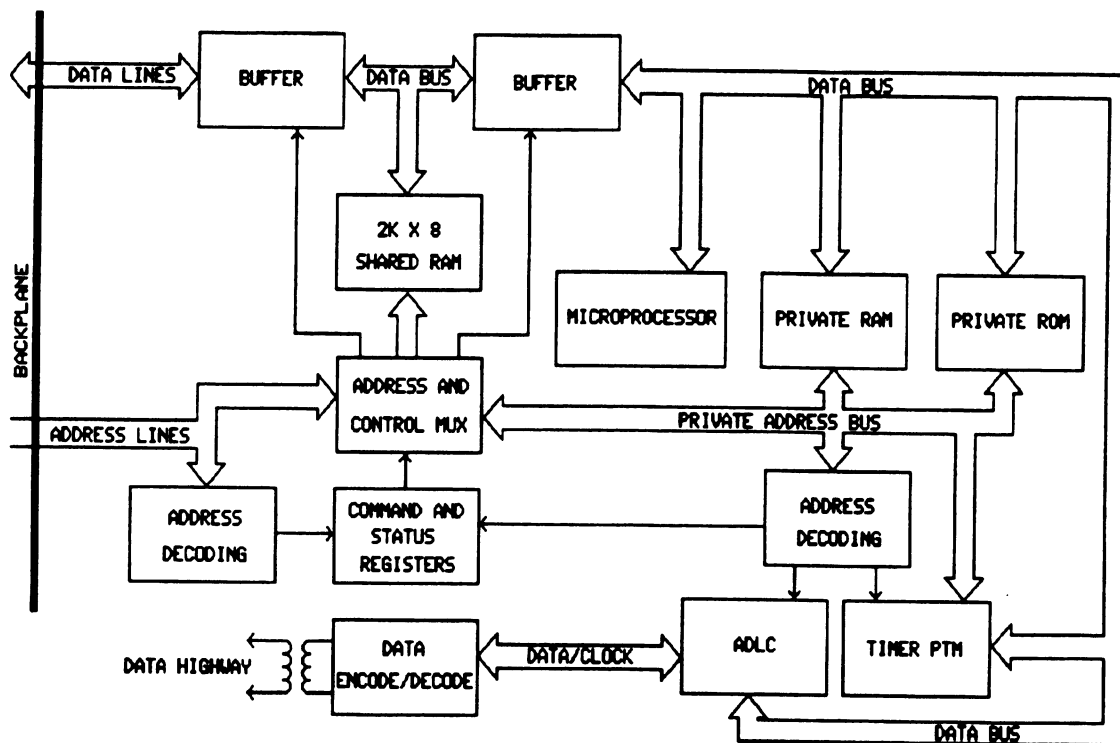 BUFFER
BUFFER
DATA LINES
DATA BUS
DATA BUS
2K X 8
SHARED RAM
BACKPLANE
MICROPROCESSOR
PRIVATE RAM
PRIVATE ROM
ADDRESS AND
CONTROL MUX
PRIVATE ADDRESS BUS
ADDRESS LINES
ADDRESS
DECODING
COMMAND AND
STATUS
REGISTERS
ADDRESS
DECODING
DATA HIGHWAY
DATA
ENCODE/DECODE
DATA/CLOCK
ADLC
TIMER PTM
DATA BUS